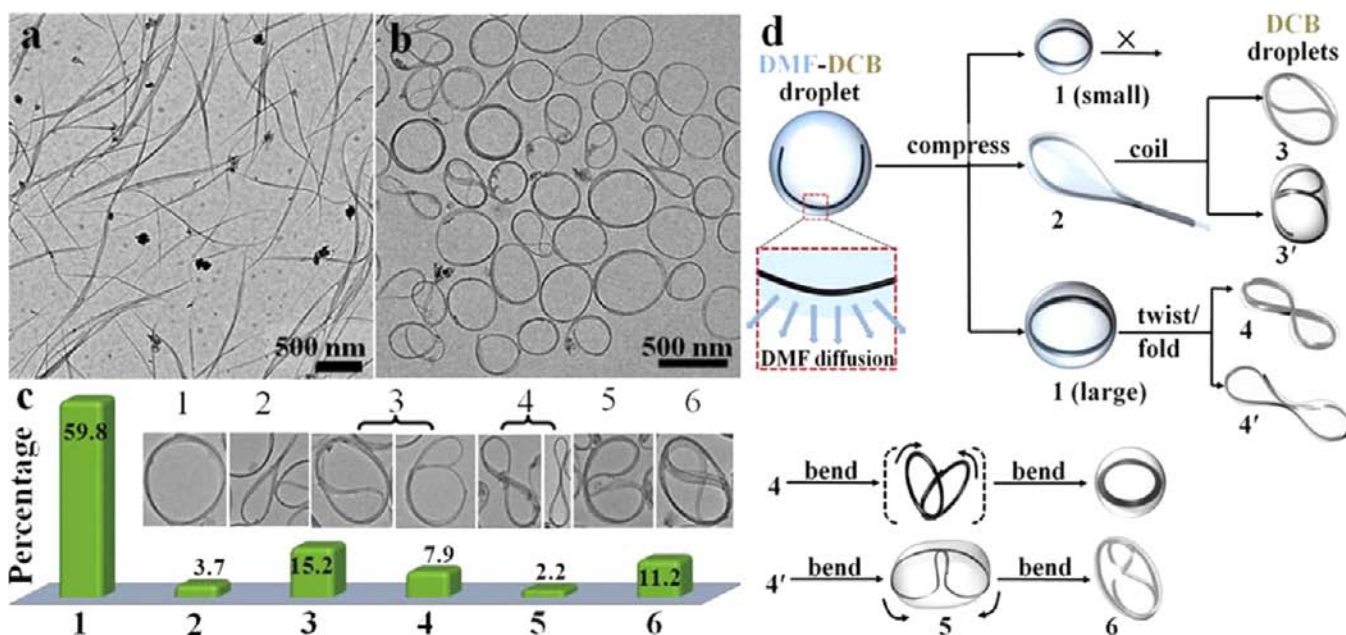 a
500 nm
b
500 nm
c
Percentage
1 2 3 4 5 6
59.8
3.7
15.2
7.9
2.2
11.2
1 2 3 4 5 6
d
DMF-DCB
droplet
DMF diffusion
compress
1 (small)
×
2
coil
1 (large)
twist/
fold
DCB
droplets
3
3′
4
4′
4 bend bend
4′ bend bend
5 6